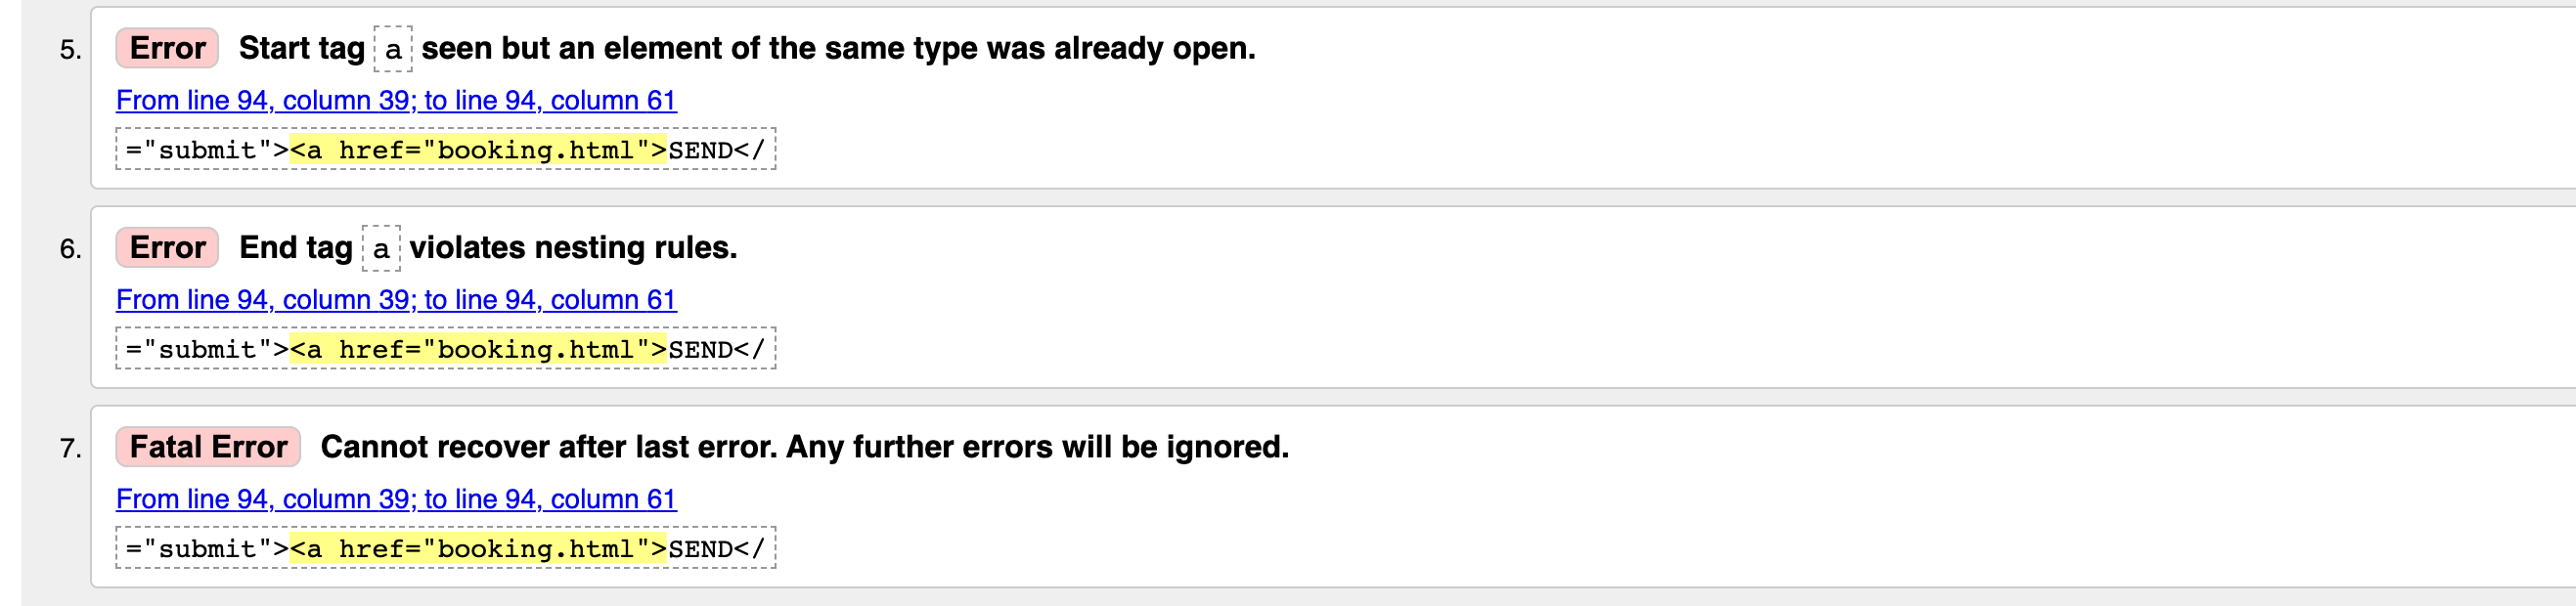 5. Error Start tag a seen but an element of the same type was already open.
From line 94, column 39; to line 94, column 61
="submit"><a href="booking.html">SEND</
6. Error End tag a violates nesting rules.
From line 94, column 39; to line 94, column 61
="submit"><a href="booking.html">SEND</
7. Fatal Error Cannot recover after last error. Any further errors will be ignored.
From line 94, column 39; to line 94, column 61
="submit"><a href="booking.html">SEND</